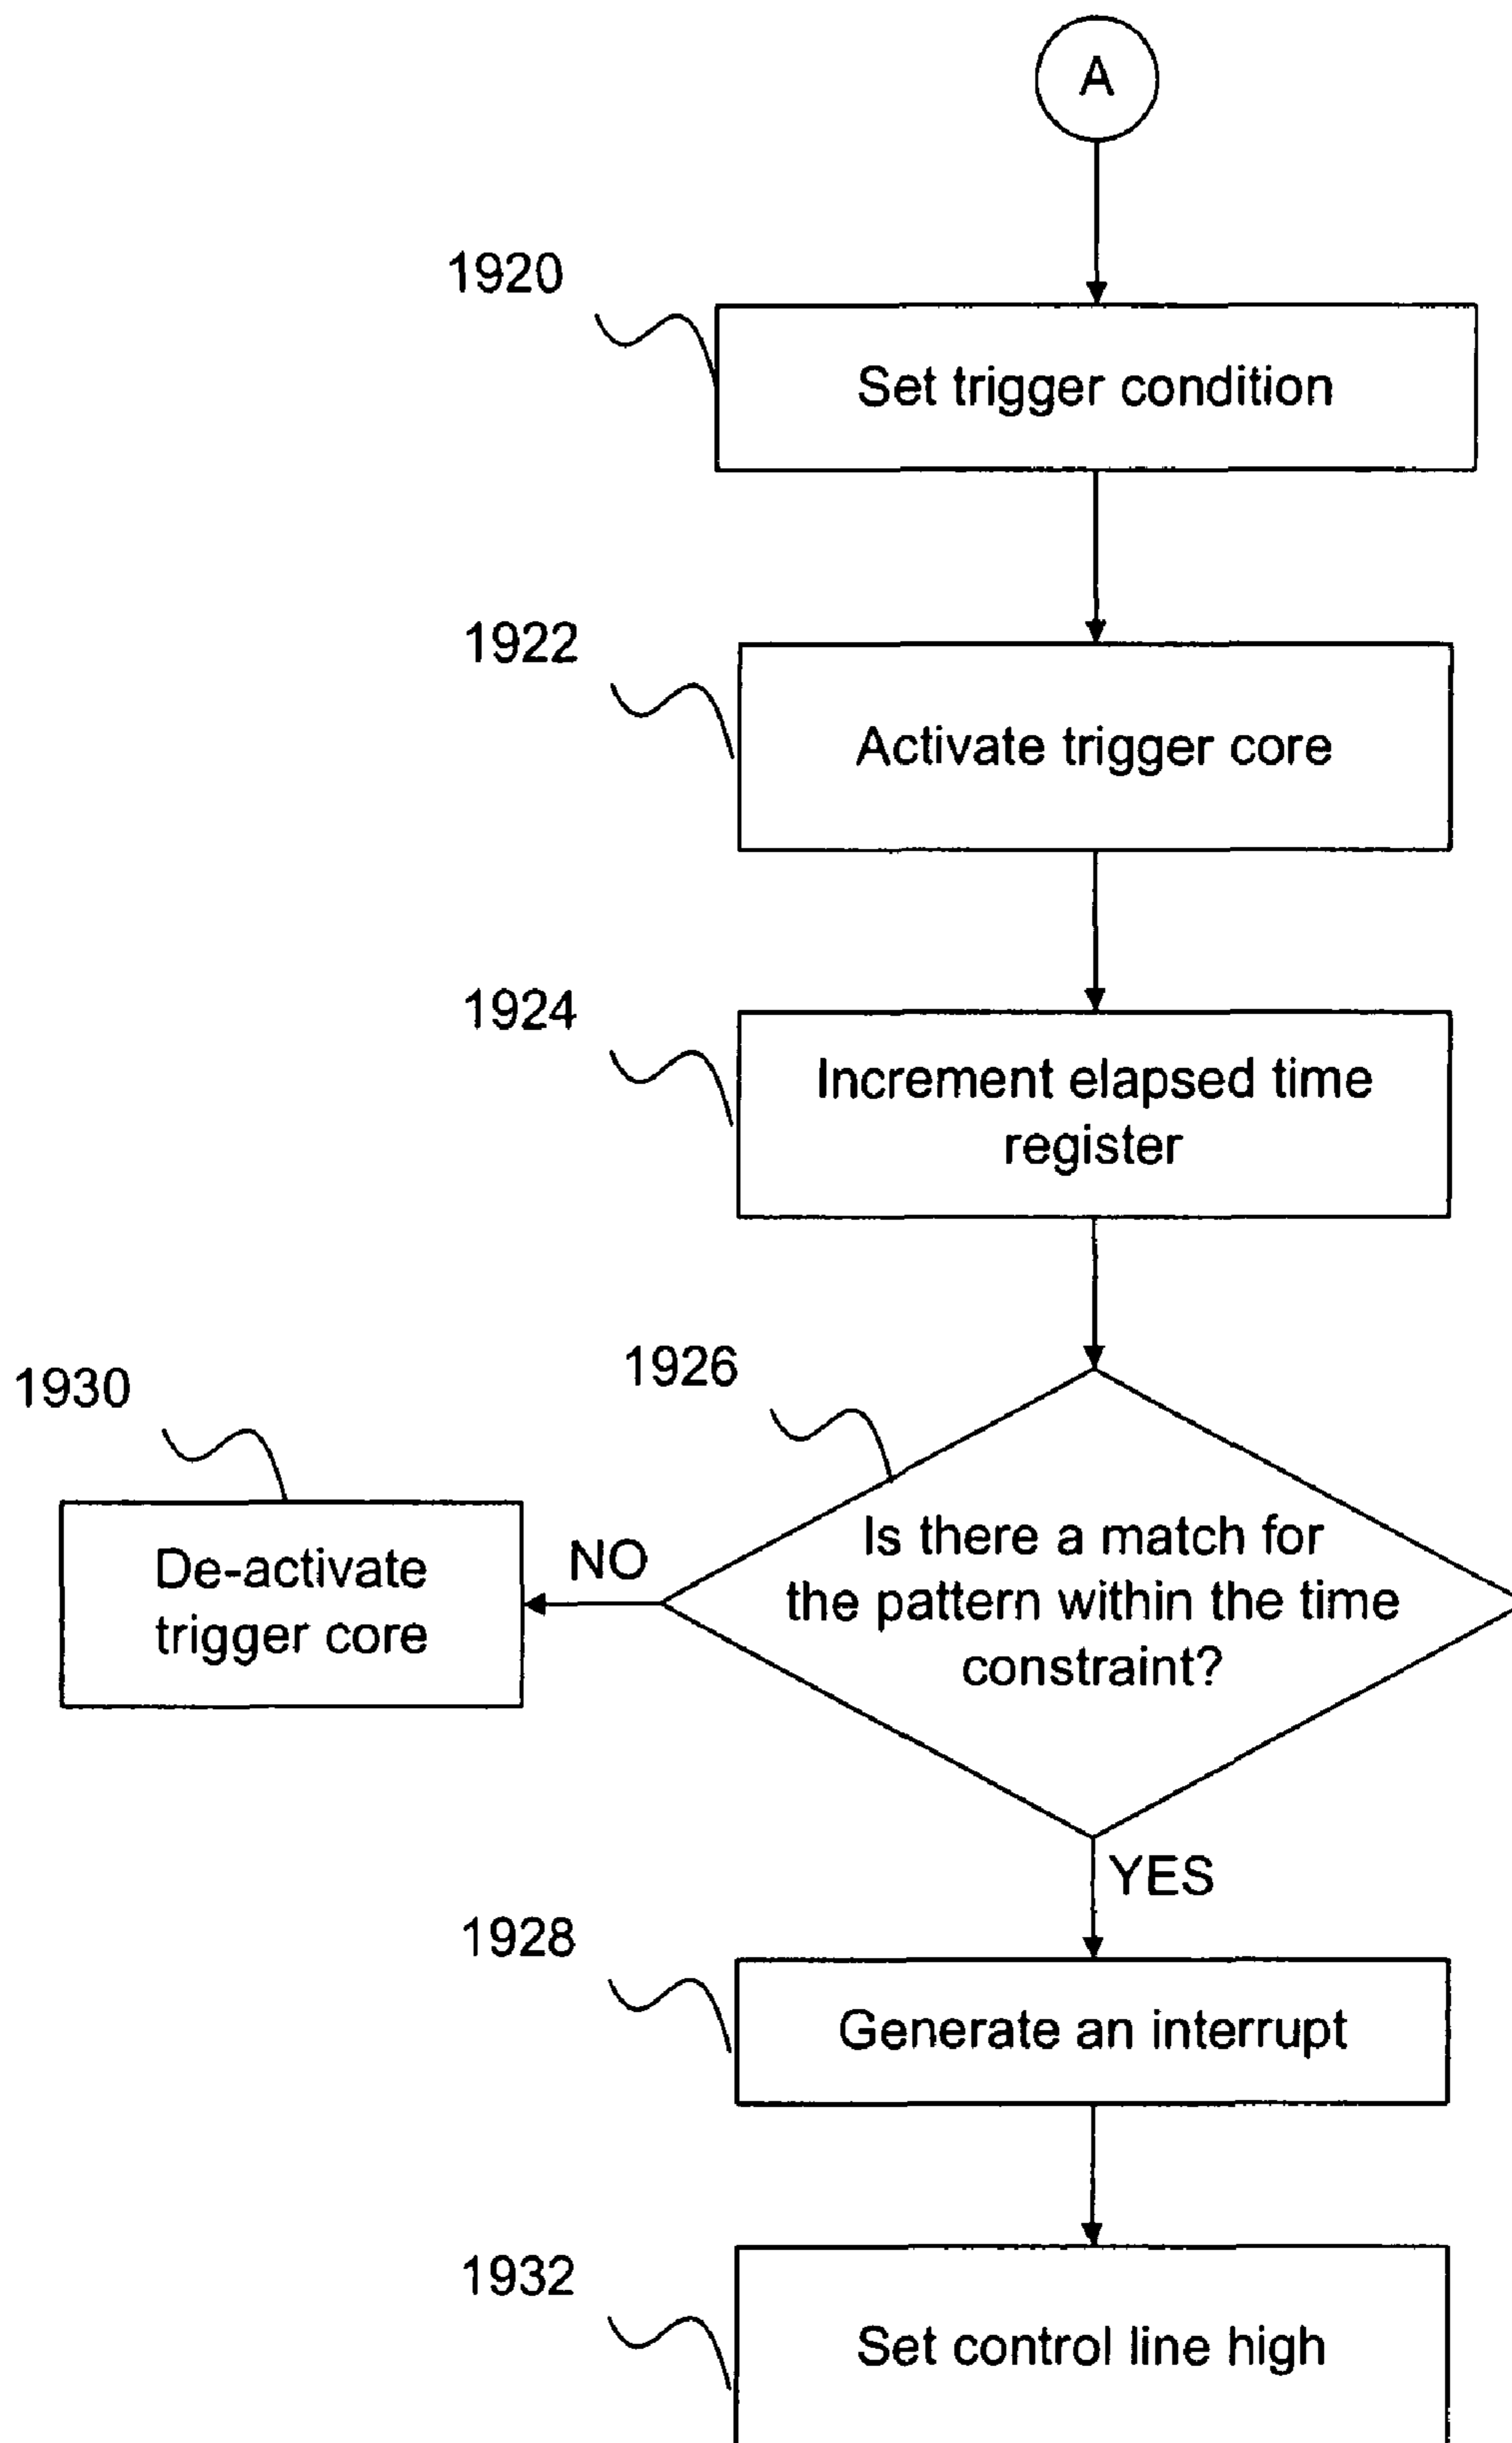 A
1920
Set trigger condition
1922
Activate trigger core
1924
Increment elapsed time
register
1926
1930
Is there a match for
the pattern within the time
constraint?
NO
De-activate
trigger core
YES
1928
Generate an interrupt
1932
Set control line high